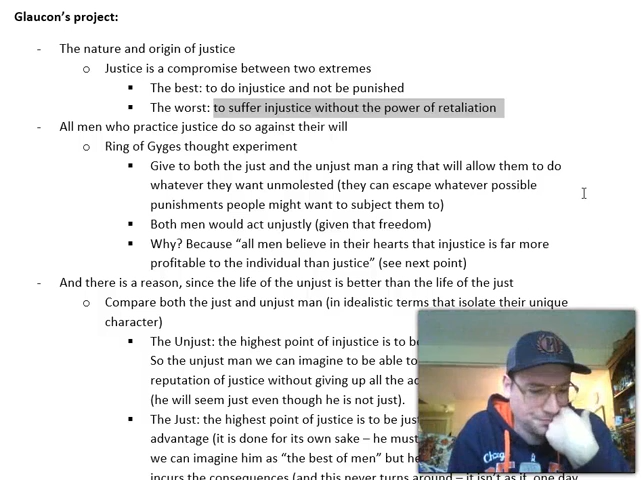 Glaucon's project:
- The nature and origin of justice
o Justice is a compromise between two extremes
▪ The best: to do injustice and not be punished
▪ The worst: to suffer injustice without the power of retaliation
- All men who practice justice do so against their will
o Ring of Gyges thought experiment
▪ Give to both the just and the unjust man a ring that will allow them to do
whatever they want unmolested (they can escape whatever possible
punishments people might want to subject them to)
▪ Both men would act unjustly (given that freedom)
▪ Why? Because “all men believe in their hearts that injustice is far more
profitable to the individual than justice” (see next point)
- And there is a reason, since the life of the unjust is better than the life of the just
o Compare both the just and unjust man (in idealistic terms that isolate their unique
character)
▪ The Unjust: the highest point of injustice is to
So the unjust man we can imagine to be able to
reputation of justice without giving up all the
(he will seem just even though he is not just).
▪ The Just: the highest point of justice is to be
advantage (it is done for its own sake – he must
we can imagine him as “the best of men” but
incurs the consequences (and this never turns around – it isn't as if, one day